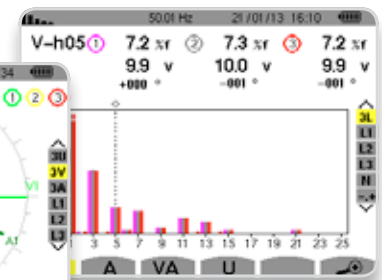 50.01 Hz 21/01/13 16:10
V-h05 1 7.2 %f 2 7.3 %f 3 7.2 %f
9.9 v 10.0 v 9.9 v
+000 ° -001 ° -001 °
34
1 2 3
3U
3V
3A
L1
L2
L3
V1
A1
3L
L1
L2
L3
N
-.+
3 5 7 9 11 13 15 17 19 21 23 25
A VA U